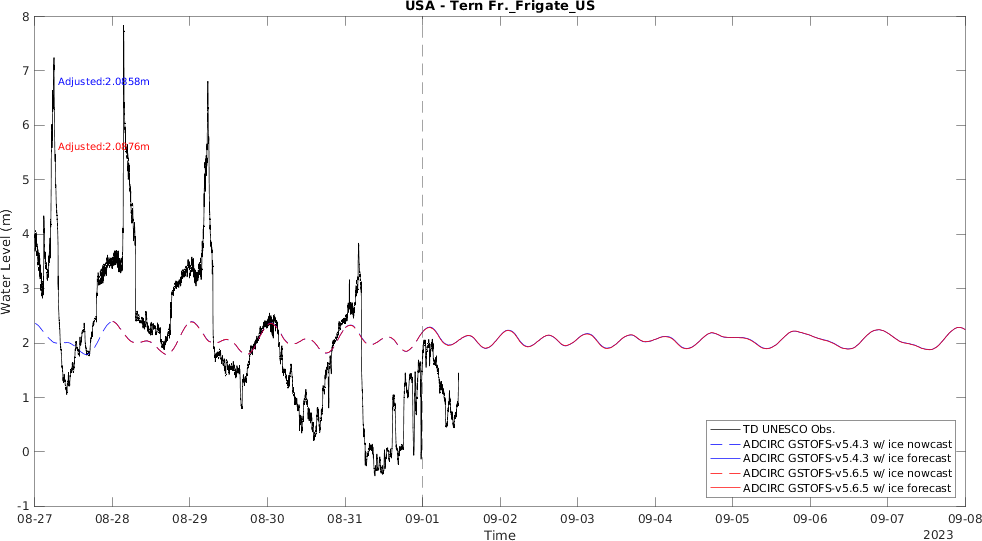 USA - Tern Fr._Frigate_US
8
7
6
5
4
3
2
1
0
-1
Water Level (m)
Adjusted:2.0858m
Adjusted:2.0876m
TD UNESCO Obs.
ADCIRC GSTOFS-v5.4.3 w/ ice nowcast
ADCIRC GSTOFS-v5.4.3 w/ ice forecast
ADCIRC GSTOFS-v5.6.5 w/ ice nowcast
ADCIRC GSTOFS-v5.6.5 w/ ice forecast
08-27 08-28 08-29 08-30 08-31 09-01 09-02 09-03 09-04 09-05 09-06 09-07 09-08
Time
2023